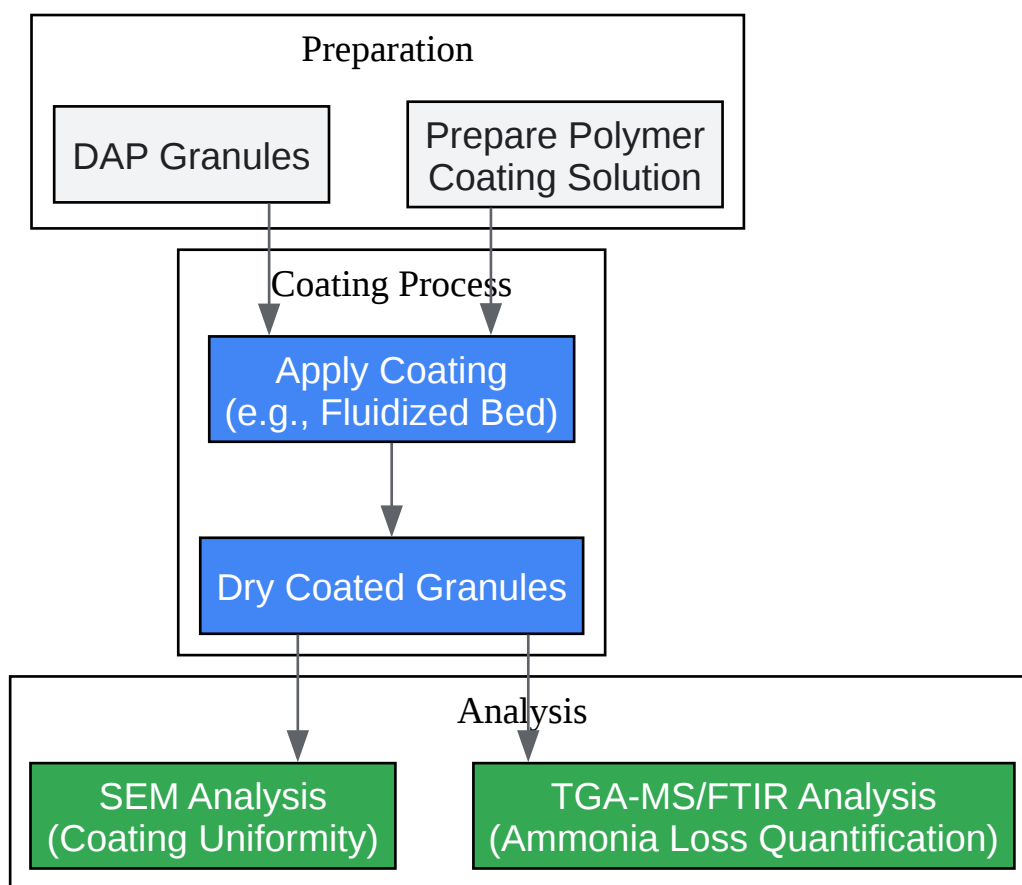 Preparation
DAP Granules
Prepare Polymer
Coating Solution
Coating Process
Apply Coating
(e.g., Fluidized Bed)
Dry Coated Granules
Analysis
SEM Analysis
(Coating Uniformity)
TGA-MS/FTIR Analysis
(Ammonia Loss Quantification)